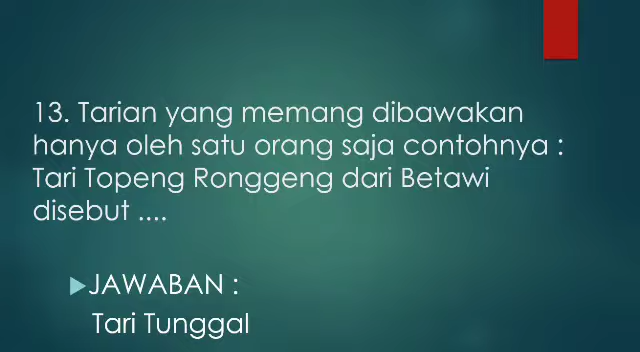 13. Tarian yang memang dibawakan
hanya oleh satu orang saja contohnya :
Tari Topeng Ronggeng dari Betawi
disebut ....
JAWABAN :
Tari Tunggal